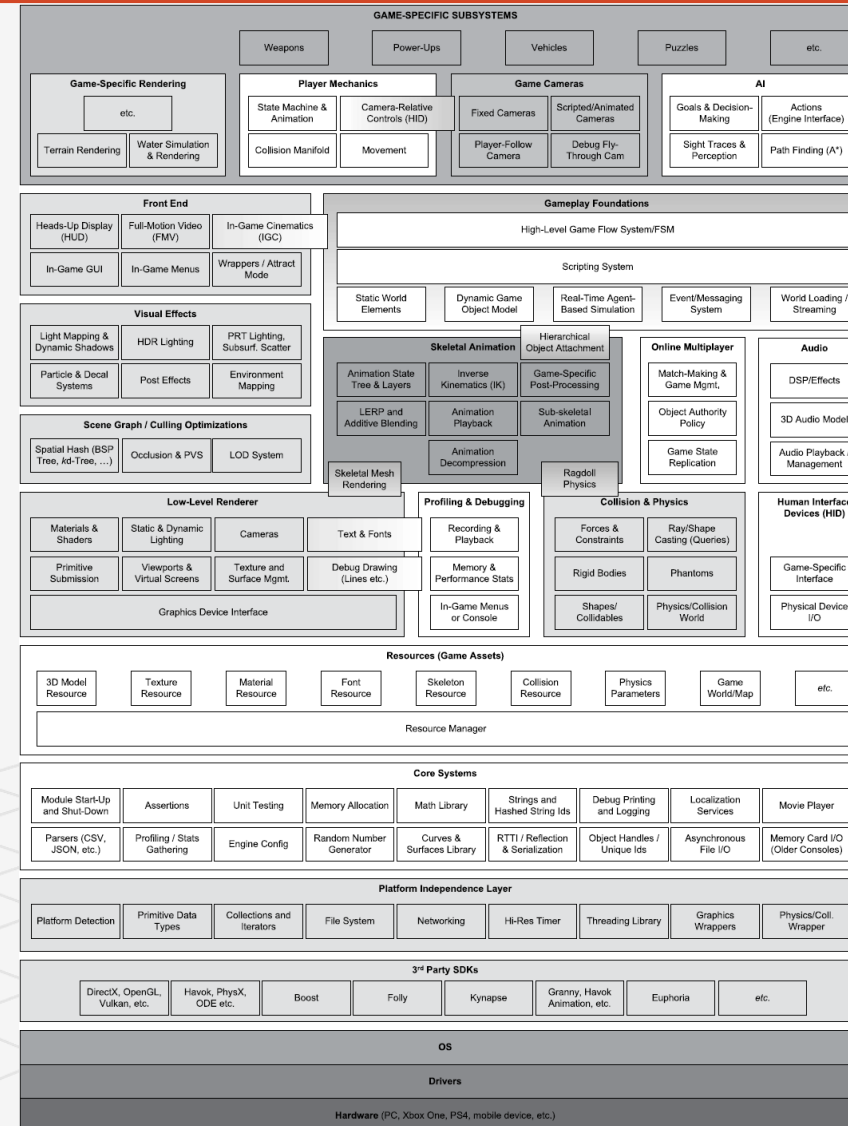 GAME-SPECIFIC SUBSYSTEMS
Weapons
Power-Ups
Vehicles
Puzzles
etc.
Game-Specific Rendering
etc.
Terrain Rendering
Water Simulation
& Rendering
Player Mechanics
State Machine &
Animation
Camera-Relative
Controls (HID)
Collision Manifold
Movement
Game Cameras
Fixed Cameras
Scripted/Animated
Cameras
Player-Follow
Camera
Debug Fly-
Through Cam
AI
Goals & Decision-
Making
Actions
(Engine Interface)
Sight Traces &
Perception
Path Finding (A*)
Front End
Heads-Up Display
(HUD)
Full-Motion Video
(FMV)
In-Game Cinematics
(IGC)
In-Game GUI
In-Game Menus
Wrappers / Attract
Mode
Gameplay Foundations
High-Level Game Flow System/FSM
Scripting System
Static World
Elements
Dynamic Game
Object Model
Real-Time Agent-
Based Simulation
Event/Messaging
System
World Loading /
Streaming
Visual Effects
Light Mapping &
Dynamic Shadows
HDR Lighting
PRT Lighting,
Subsurf. Scatter
Particle & Decal
Systems
Post Effects
Environment
Mapping
Skeletal Animation
Hierarchical
Object Attachment
Animation State
Tree & Layers
Inverse
Kinematics (IK)
Game-Specific
Post-Processing
LERP and
Additive Blending
Animation
Playback
Sub-skeletal
Animation
Animation
Decompression
Skeletal Mesh
Rendering
Ragdoll
Physics
Online Multiplayer
Match-Making &
Game Mgmt.
Object Authority
Policy
Game State
Replication
Audio
DSP/Effects
3D Audio Model
Audio Playback /
Management
Scene Graph / Culling Optimizations
Spatial Hash (BSP
Tree, kd-Tree, …)
Occlusion & PVS
LOD System
Low-Level Renderer
Materials &
Shaders
Static & Dynamic
Lighting
Cameras
Text & Fonts
Primitive
Submission
Viewports &
Virtual Screens
Texture and
Surface Mgmt.
Debug Drawing
(Lines etc.)
Graphics Device Interface
Profiling & Debugging
Recording &
Playback
Memory &
Performance Stats
In-Game Menus
or Console
Collision & Physics
Forces &
Constraints
Ray/Shape
Casting (Queries)
Rigid Bodies
Phantoms
Shapes/
Collidables
Physics/Collision
World
Human Interface
Devices (HID)
Game-Specific
Interface
Physical Device
I/O
Resources (Game Assets)
3D Model
Resource
Texture
Resource
Material
Resource
Font
Resource
Skeleton
Resource
Collision
Resource
Physics
Parameters
Game
World/Map
etc.
Resource Manager
Core Systems
Module Start-Up
and Shut-Down
Assertions
Unit Testing
Memory Allocation
Math Library
Strings and
Hashed String Ids
Debug Printing
and Logging
Localization
Services
Movie Player
Parsers (CSV,
JSON, etc.)
Profiling / Stats
Gathering
Engine Config
Random Number
Generator
Curves &
Surfaces Library
RTTI / Reflection
& Serialization
Object Handles /
Unique Ids
Asynchronous
File I/O
Memory Card I/O
(Older Consoles)
Platform Independence Layer
Platform Detection
Primitive Data
Types
Collections and
Iterators
File System
Networking
Hi-Res Timer
Threading Library
Graphics
Wrappers
Physics/Coll.
Wrapper
3rd Party SDKs
DirectX, OpenGL,
Vulkan, etc.
Havok, PhysX,
ODE etc.
Boost
Folly
Kynapse
Granny, Havok
Animation, etc.
Euphoria
etc.
OS
Drivers
Hardware (PC, Xbox One, PS4, mobile device, etc.)